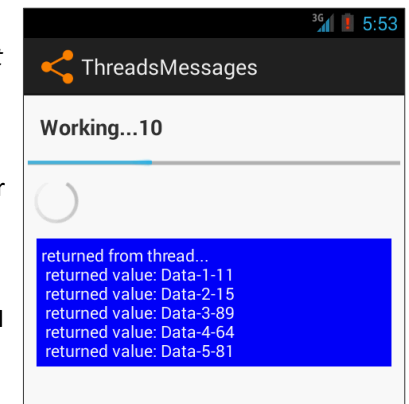 3G 5:53
ThreadsMessages
Working...10
returned from thread...
returned value: Data-1-11
returned value: Data-2-15
returned value: Data-3-89
returned value: Data-4-64
returned value: Data-5-81